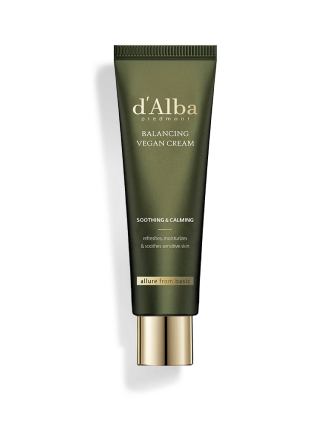 d'Alba
piedmont
BALANCING
VEGAN CREAM
SOOTHING & CALMING
refreshes, moisturizes
& soothes sensitive skin
allure from basic